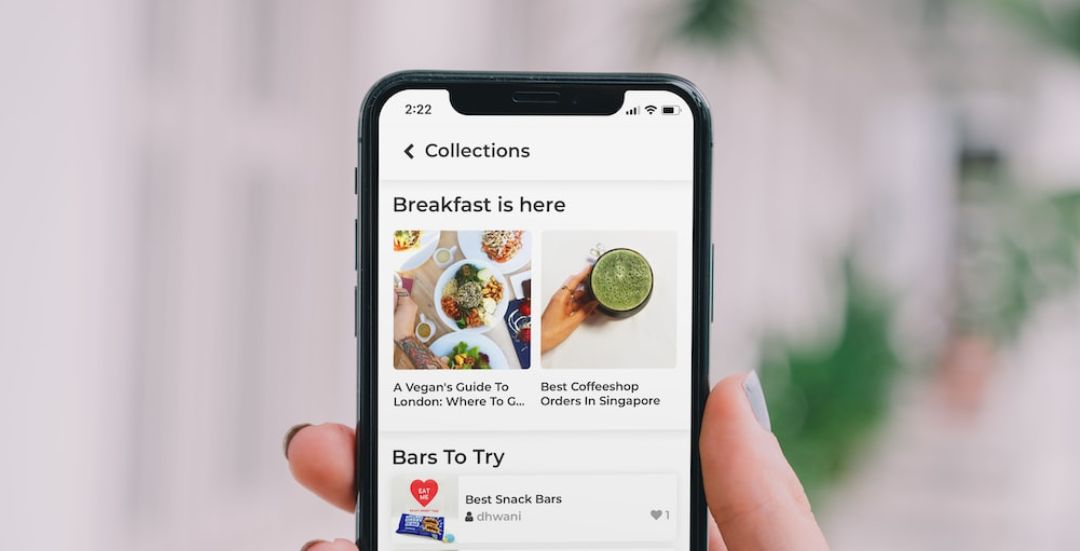 2:22
Collections
Breakfast is here
A Vegan's Guide To
London: Where To G...
Best Coffeeshop
Orders In Singapore
Bars To Try
EAT
ME
Best Snack Bars
dhwani
1